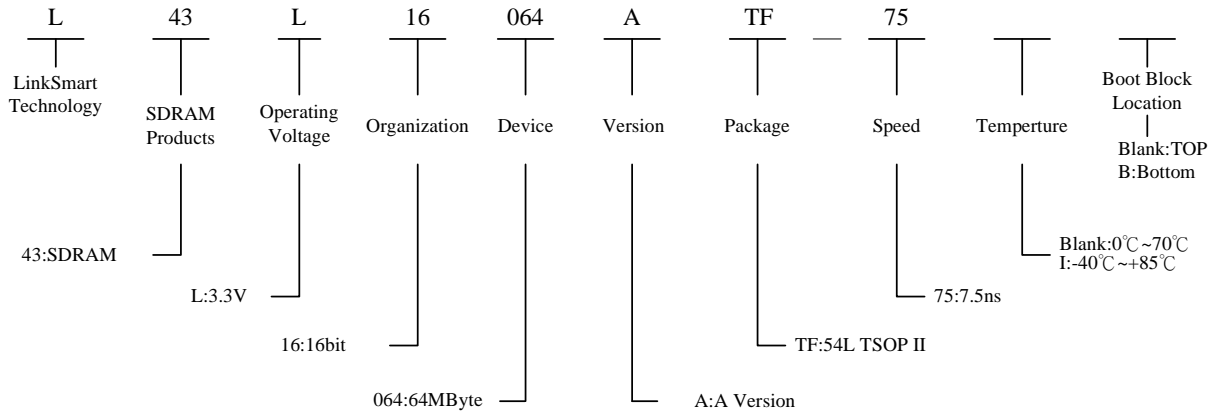 L 43 L 16 064 A TF — 75
LinkSmart
Technology
SDRAM
Products
Operating
Voltage
Organization
Device
Version
Package
Speed
Temperture
Boot Block
Location
Blank:TOP
B:Bottom
43:SDRAM
Blank:0℃~70℃
I:-40℃~+85℃
L:3.3V
75:7.5ns
16:16bit
TF:54L TSOP II
064:64MByte
A:A Version